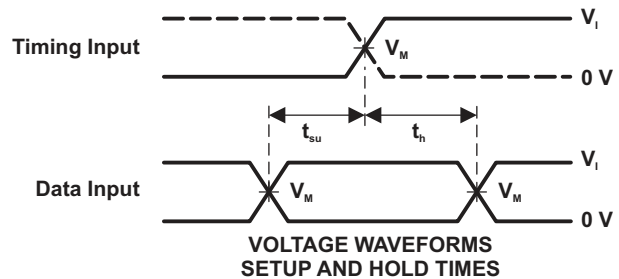 V_I
Timing Input
V_M
0 V
t_su
t_h
V_I
Data Input
V_M
V_M
0 V
VOLTAGE WAVEFORMS
SETUP AND HOLD TIMES